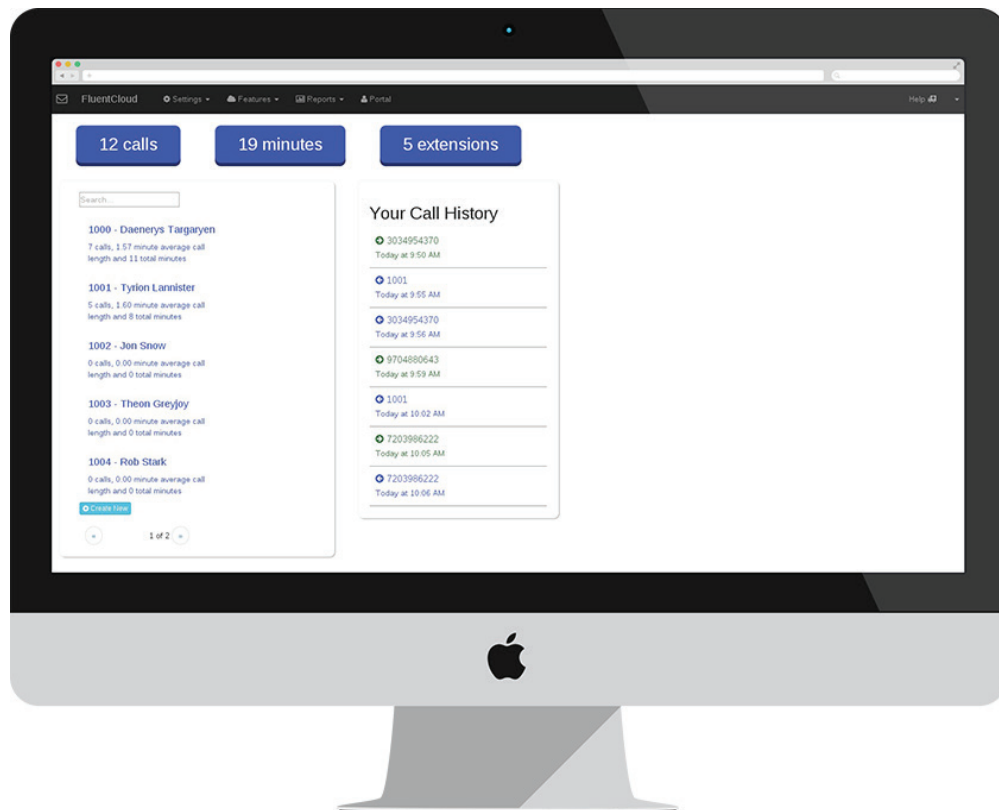 FluentCloud Settings Features Reports Portal Help
12 calls 19 minutes 5 extensions
Search...
1000 - Daenerys Targaryen
7 calls, 1.57 minute average call
length and 11 total minutes
1001 - Tyrion Lannister
5 calls, 1.60 minute average call
length and 8 total minutes
1002 - Jon Snow
0 calls, 0.00 minute average call
length and 0 total minutes
1003 - Theon Greyjoy
0 calls, 0.00 minute average call
length and 0 total minutes
1004 - Rob Stark
0 calls, 0.00 minute average call
length and 0 total minutes
Create New
« 1 of 2 »
Your Call History
3034954370
Today at 9:50 AM
1001
Today at 9:55 AM
3034954370
Today at 9:56 AM
9704880643
Today at 9:59 AM
1001
Today at 10:02 AM
7203986222
Today at 10:05 AM
7203986222
Today at 10:06 AM